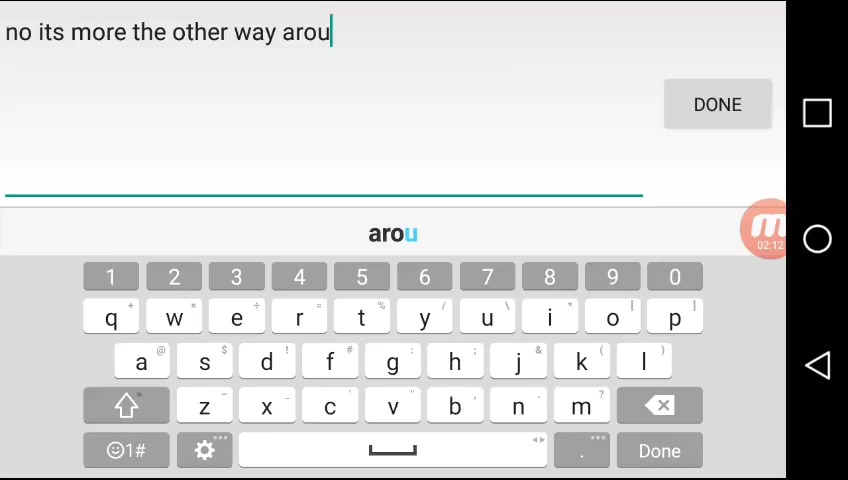 no its more the other way arou
DONE
arou
02:12
1 2 3 4 5 6 7 8 9 0
+ × ÷ = % / \ * [ ]
q w e r t y u i o p
@ $ ! # : ; & ( )
a s d f g h j k l
z x c v b n m
?
1#
. Done